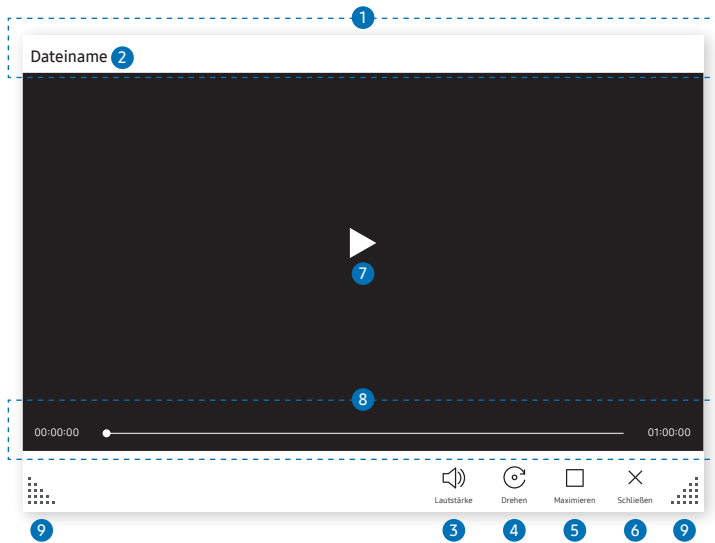 1
Dateiname 2
7
8
00:00:00 01:00:00
Lautstärke Drehen Maximieren Schließen
9 3 4 5 6 9